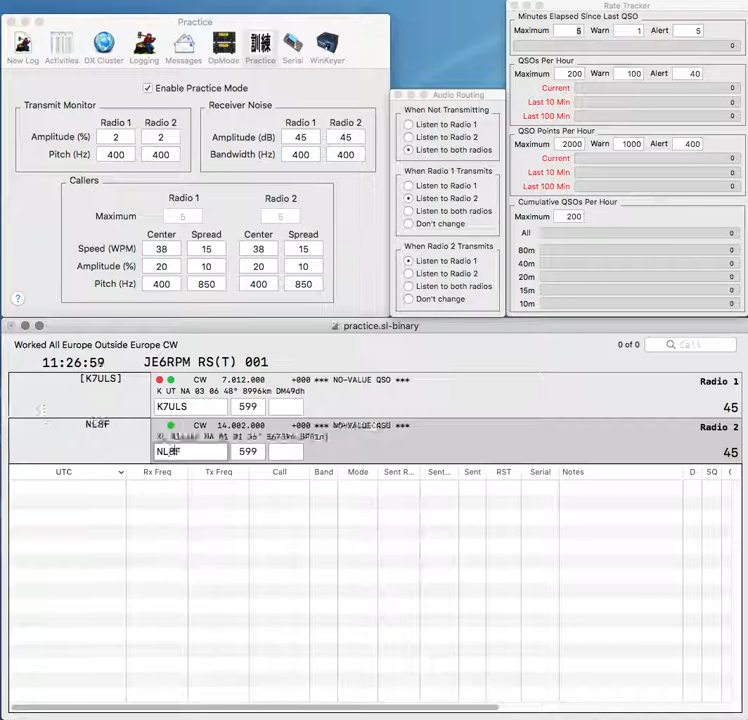 Practice
New Log Activities DX Cluster Logging Messages OpMode Practice Serial WinKeyer
訓練
Enable Practice Mode
Transmit Monitor
Radio 1 Radio 2
Amplitude (%) 2 2
Pitch (Hz) 400 400
Receiver Noise
Radio 1 Radio 2
Amplitude (dB) 45 45
Bandwidth (Hz) 400 400
Callers
Radio 1 Radio 2
Maximum 5 5
Center Spread Center Spread
Speed (WPM) 38 15 38 15
Amplitude (%) 20 10 20 10
Pitch (Hz) 400 850 400 850
?
Audio Routing
When Not Transmitting
Listen to Radio 1
Listen to Radio 2
Listen to both radios
When Radio 1 Transmits
Listen to Radio 1
Listen to Radio 2
Listen to both radios
Don't change
When Radio 2 Transmits
Listen to Radio 1
Listen to Radio 2
Listen to both radios
Don't change
Rate Tracker
Minutes Elapsed Since Last QSO
Maximum 5 Warn 1 Alert 5
0
QSOs Per Hour
Maximum 200 Warn 100 Alert 40
Current 0
Last 10 Min 0
Last 100 Min 0
QSO Points Per Hour
Maximum 2000 Warn 1000 Alert 400
Current 0
Last 10 Min 0
Last 100 Min 0
Cumulative QSOs Per Hour
Maximum 200
All 0
80m 0
40m 0
20m 0
15m 0
10m 0
practice.sl-binary
Worked All Europe Outside Europe CW
0 of 0 Call
11:26:59 JE6RPM RS(T) 001
[K7ULS] CW 7.012.000 +000 *** NO-VALUE QSO *** Radio 1
K UT NA 03 06 48° 8996km DM49dh
K7ULS 599 45
NL8F CW 14.002.000 +000 *** NO-VALUE QSO *** Radio 2
NL8F 599 45
UTC Rx Freq Tx Freq Call Band Mode Sent R... Sent... Sent RST Serial Notes D SQ